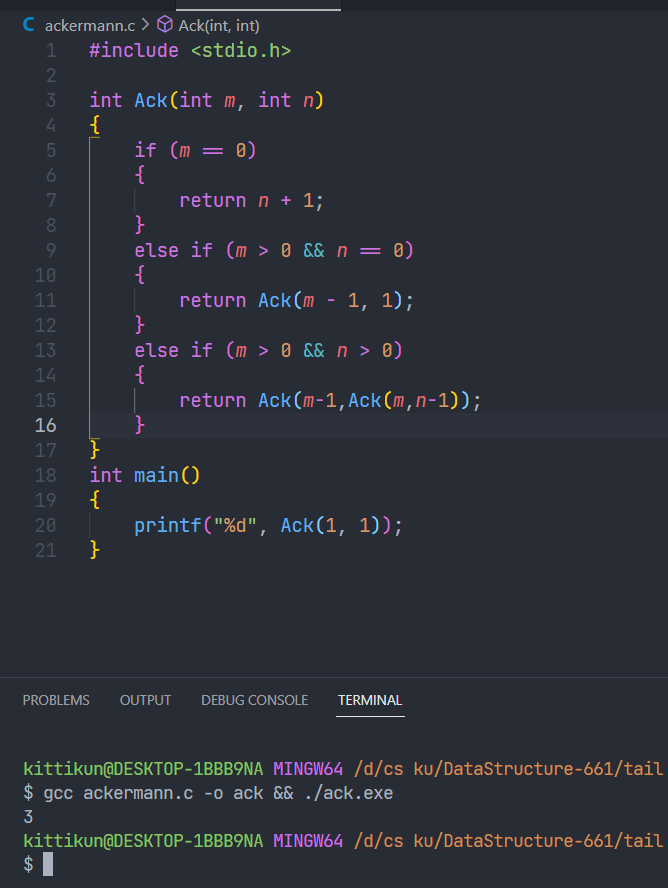 C ackermann.c > Ack(int, int)
1 #include <stdio.h>
2
3 int Ack(int m, int n)
4 {
5     if (m == 0)
6     {
7         return n + 1;
8     }
9     else if (m > 0 && n == 0)
10     {
11         return Ack(m - 1, 1);
12     }
13     else if (m > 0 && n > 0)
14     {
15         return Ack(m-1,Ack(m,n-1));
16     }
17 }
18 int main()
19 {
20     printf("%d", Ack(1, 1));
21 }
PROBLEMS OUTPUT DEBUG CONSOLE TERMINAL
kittikun@DESKTOP-1BBB9NA MINGW64 /d/cs ku/DataStructure-661/tail
$ gcc ackermann.c -o ack && ./ack.exe
3
kittikun@DESKTOP-1BBB9NA MINGW64 /d/cs ku/DataStructure-661/tail
$